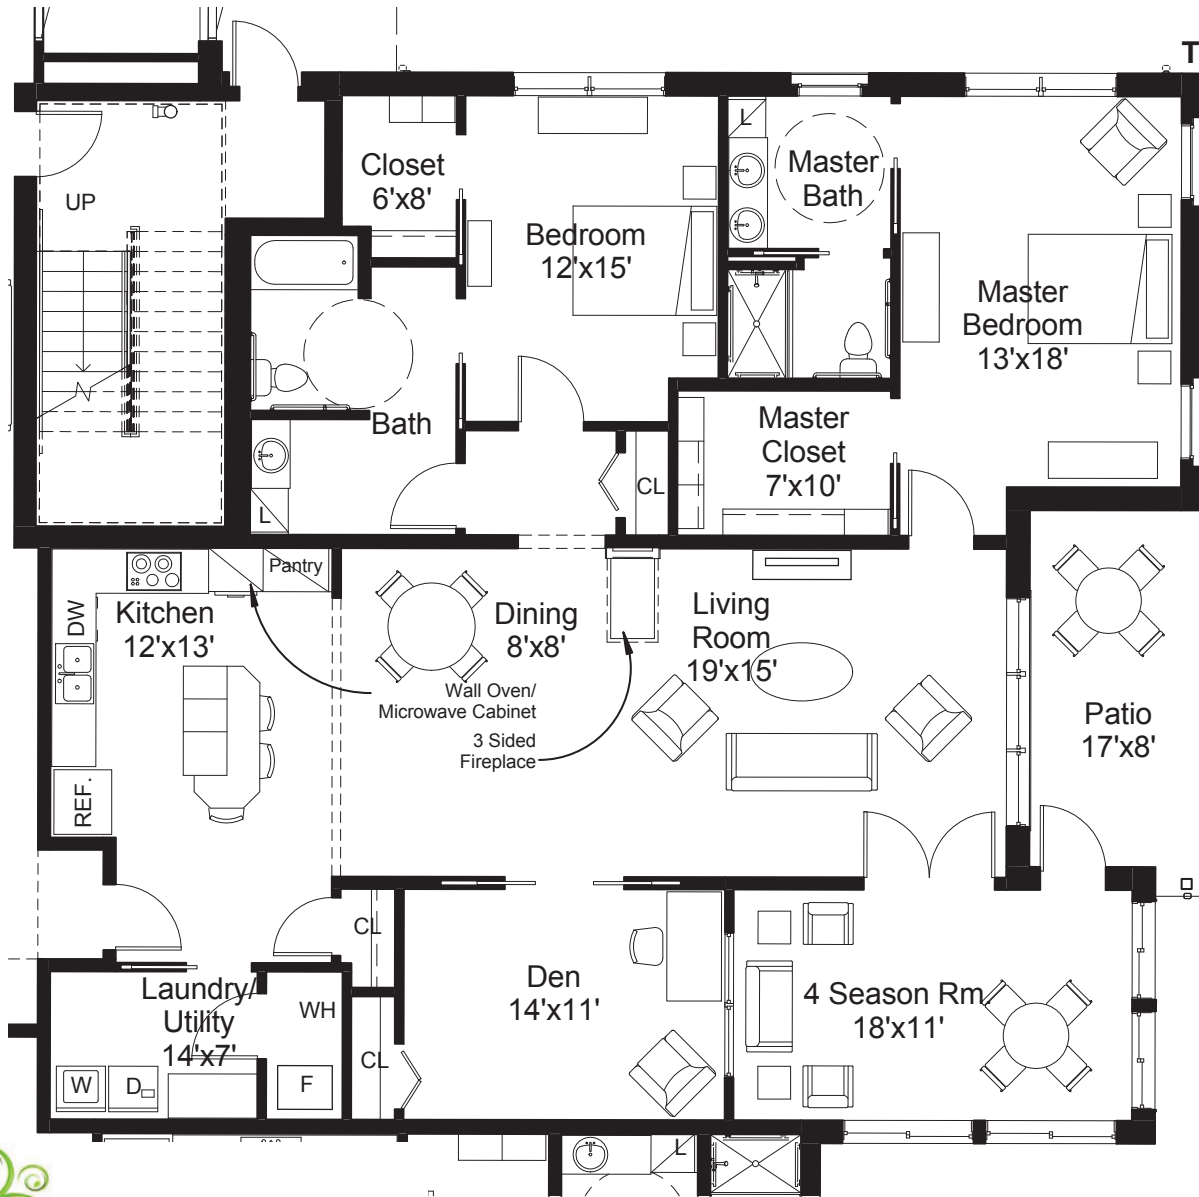 T
UP
Closet
6'x8'
Bedroom
12'x15'
L
Master
Bath
Master
Bedroom
13'x18'
Bath
L
CL
Master
Closet
7'x10'
Pantry
DW
Kitchen
12'x13'
REF.
Dining
8'x8'
Wall Oven/
Microwave Cabinet
3 Sided
Fireplace
Living
Room
19'x15'
Patio
17'x8'
CL
Laundry/
Utility
14'x7'
WH
W
D
F
CL
Den
14'x11'
4 Season Rm
18'x11'
L